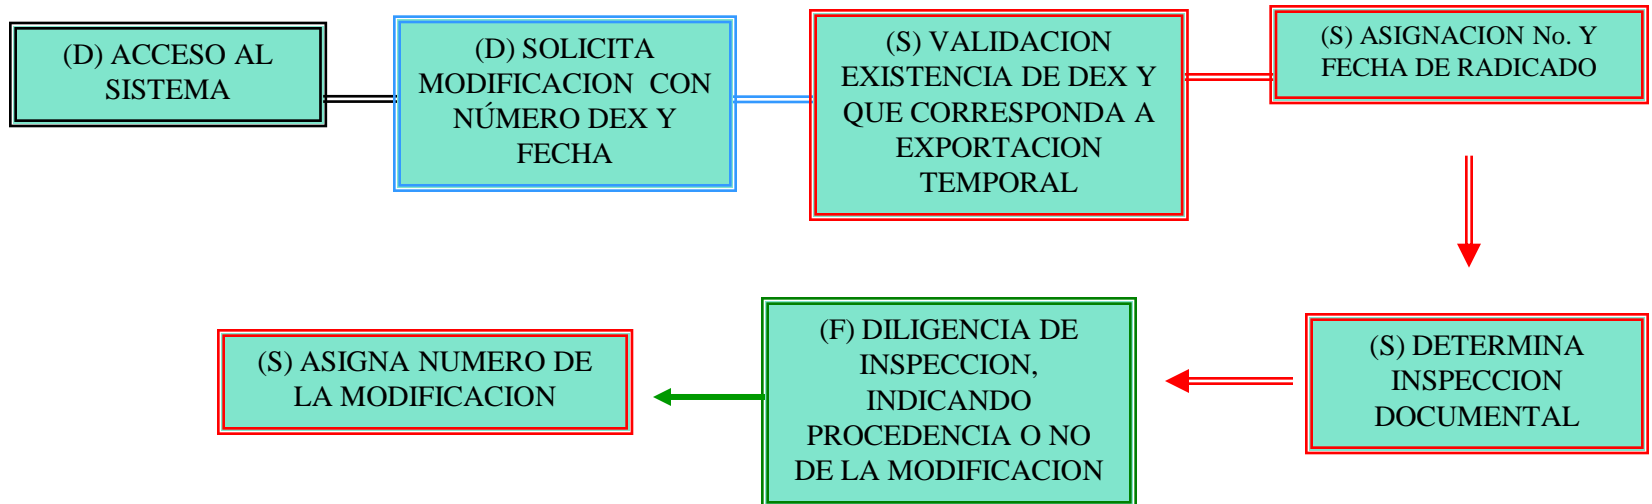 (D) ACCESO AL
SISTEMA
(D) SOLICITA
MODIFICACION CON
NÚMERO DEX Y
FECHA
(S) VALIDACION
EXISTENCIA DE DEX Y
QUE CORRESPONDA A
EXPORTACION
TEMPORAL
(S) ASIGNACION No. Y
FECHA DE RADICADO
(S) DETERMINA
INSPECCION
DOCUMENTAL
(F) DILIGENCIA DE
INSPECCION,
INDICANDO
PROCEDENCIA O NO
DE LA MODIFICACION
(S) ASIGNA NUMERO DE
LA MODIFICACION